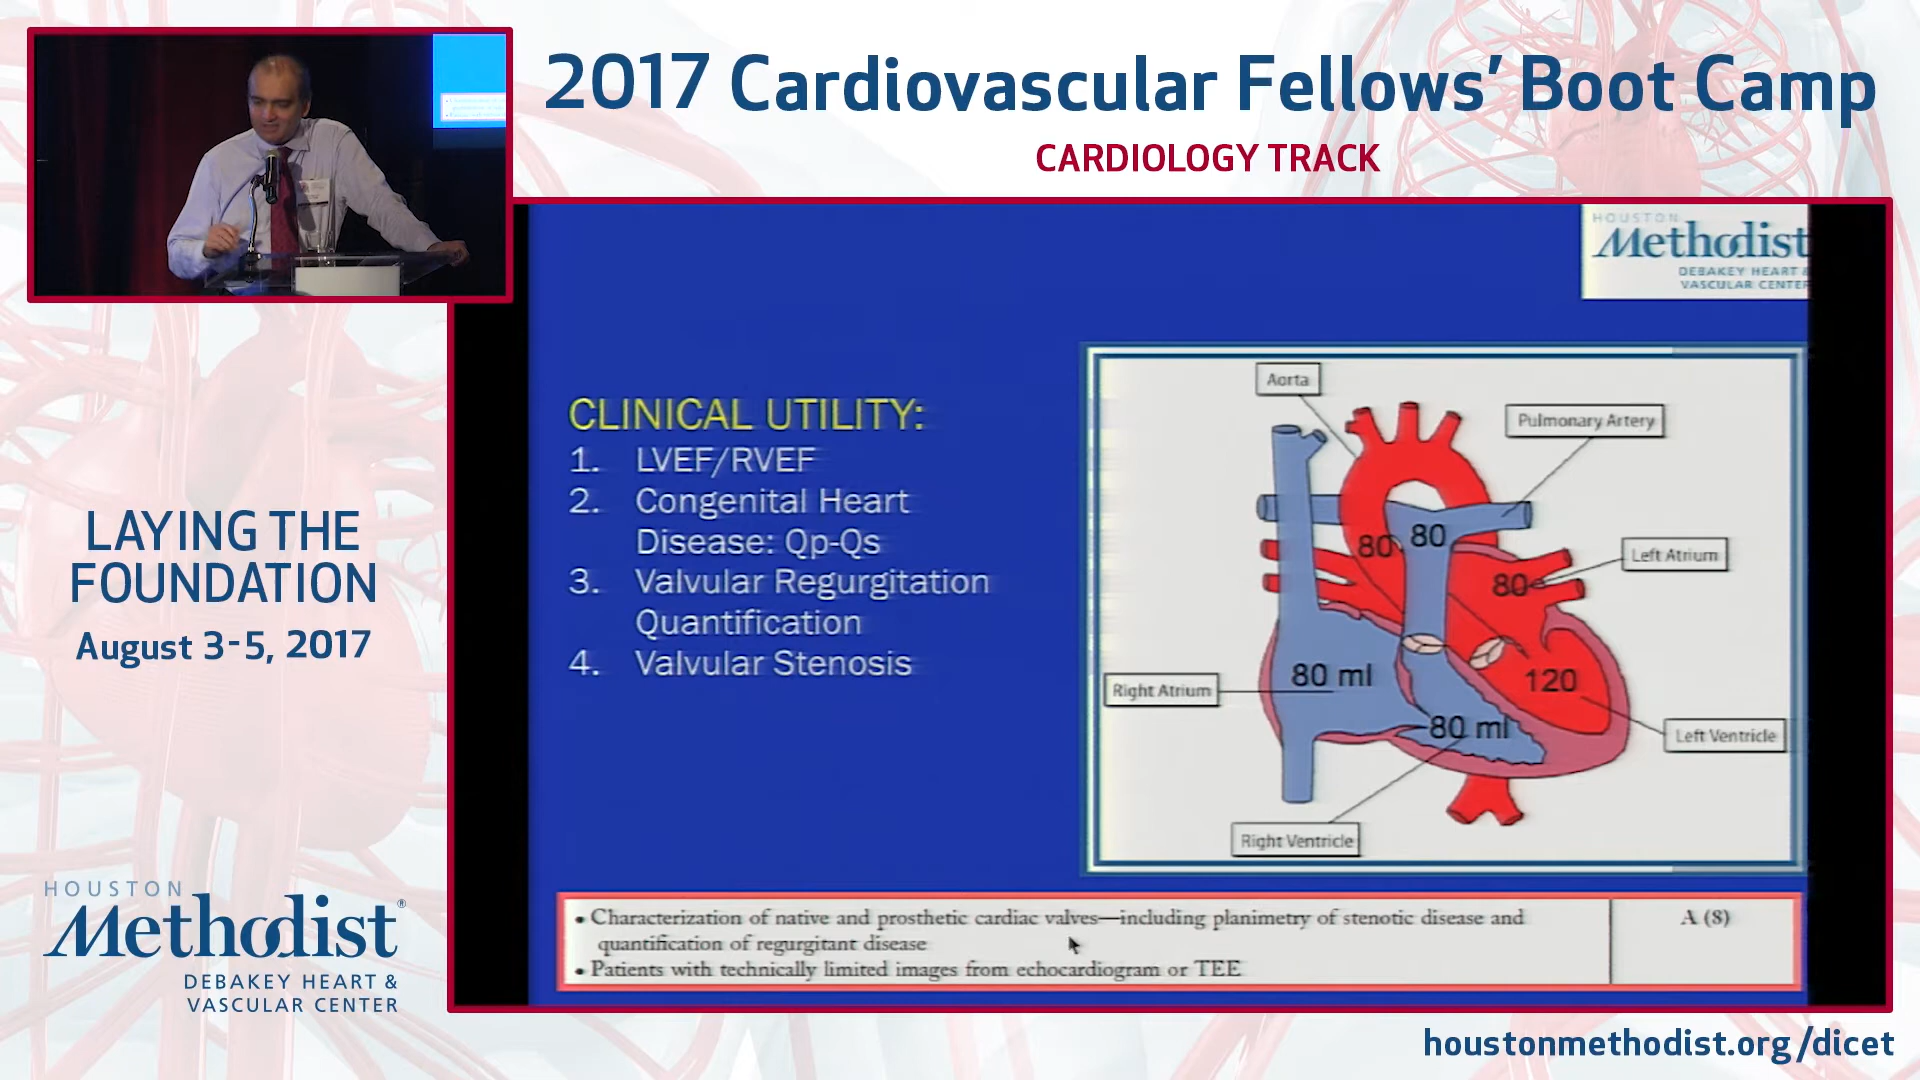 2017 Cardiovascular Fellows' Boot Camp
CARDIOLOGY TRACK
HOUSTON
Methodist
DEBAKEY HEART &
VASCULAR CENTER
CLINICAL UTILITY:
1. LVEF/RVEF
2. Congenital Heart
Disease: Qp-Qs
3. Valvular Regurgitation
Quantification
4. Valvular Stenosis
Aorta
Pulmonary Artery
80
80
Left Atrium
80
80 ml
120
Right Atrium
80 ml
Left Ventricle
Right Ventricle
• Characterization of native and prosthetic cardiac valves—including planimetry of stenotic disease and
quantification of regurgitant disease
• Patients with technically limited images from echocardiogram or TEE
A (8)
LAYING THE
FOUNDATION
August 3-5, 2017
HOUSTON
Methodist®
DEBAKEY HEART &
VASCULAR CENTER
houstonmethodist.org/dicet